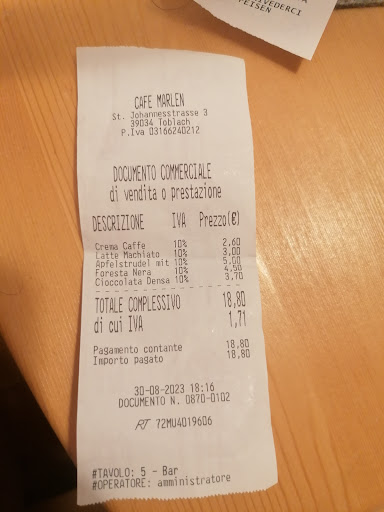 IVEDERCI
EISEN
CAFE MARLEN
St. Johannesstrasse 3
39034 Toblach
P.Iva 03166240212
DOCUMENTO COMMERCIALE
di vendita o prestazione
DESCRIZIONE IVA Prezzo(€)
Crema Caffe 10% 2,60
Latte Machiato 10% 3,00
Apfelstrudel mit 10% 5,00
Foresta Nera 10% 4,50
Cioccolata Densa 10% 3,70
TOTALE COMPLESSIVO 18,80
di cui IVA 1,71
Pagamento contante 18,80
Importo pagato 18,80
30-08-2023 18:16
DOCUMENTO N. 0870-0102
RT 72MU4019606
#TAVOLO: 5 - Bar
#OPERATORE: amministratore